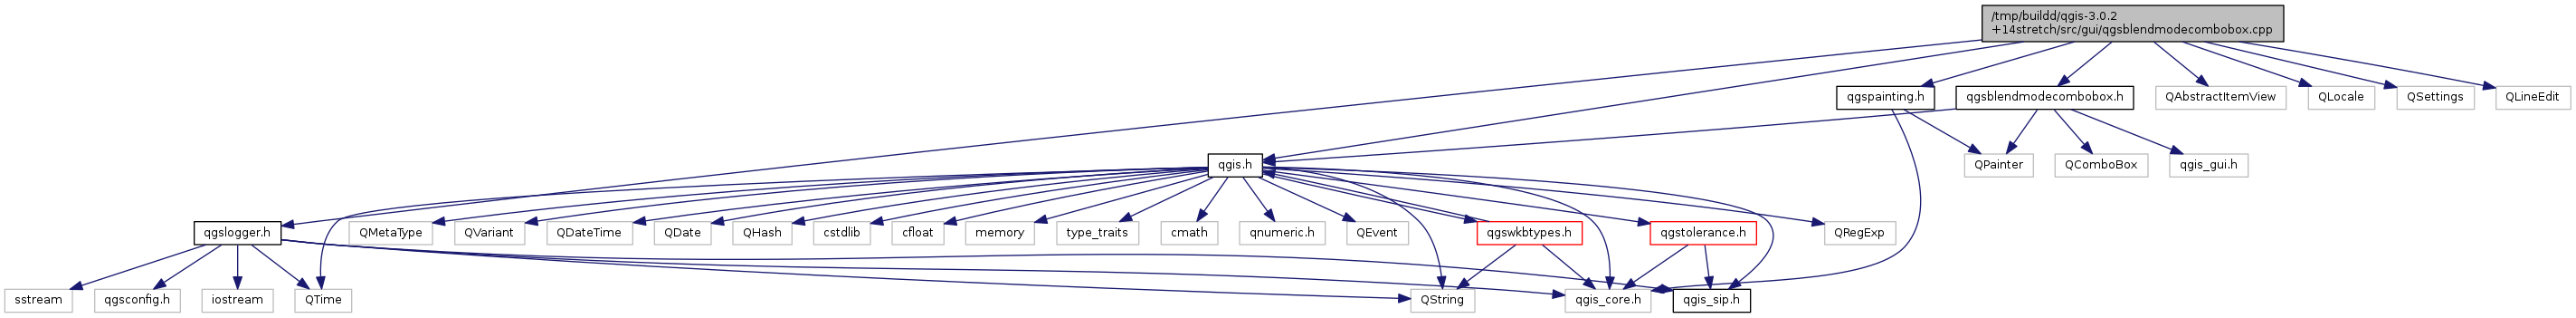 /tmp/buildd/qgis-3.0.2
+14stretch/src/gui/qgsblendmodecombobox.cpp
qgspainting.h
qgsblendmodecombobox.h
QAbstractItemView
QLocale
QSettings
QLineEdit
qgis.h
QPainter
QComboBox
qgis_gui.h
qgslogger.h
QMetaType
QVariant
QDateTime
QDate
QHash
cstdlib
cfloat
memory
type_traits
cmath
qnumeric.h
QEvent
qgswkbtypes.h
qgstolerance.h
QRegExp
sstream
qgsconfig.h
iostream
QTime
QString
qgis_core.h
qgis_sip.h